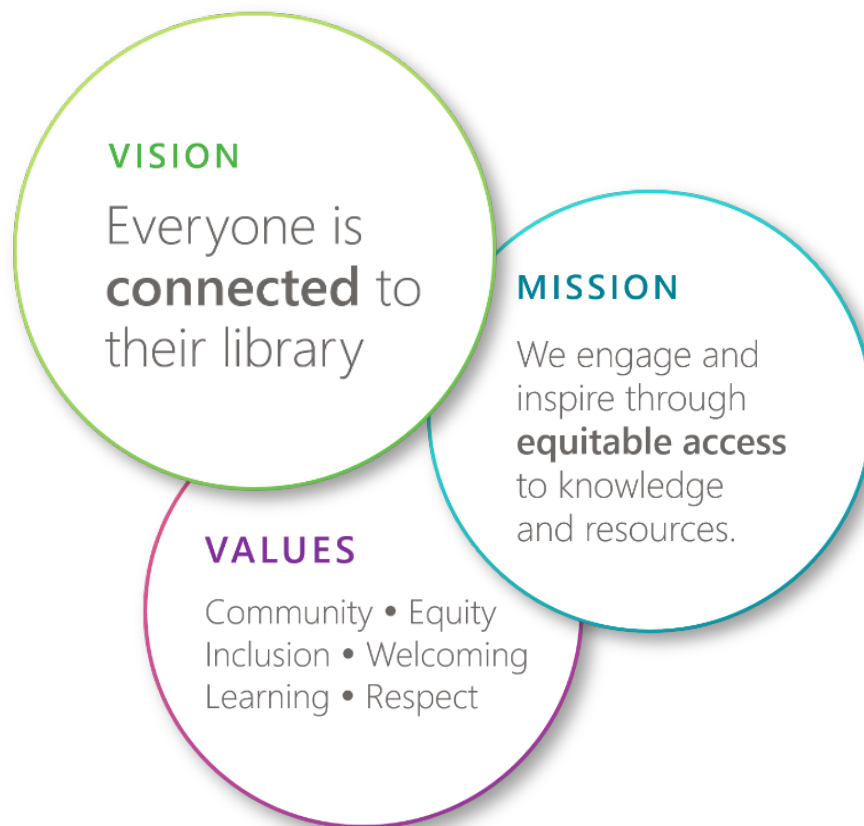 VISION
Everyone is
connected to
their library
MISSION
We engage and
inspire through
equitable access
to knowledge
and resources.
VALUES
Community • Equity
Inclusion • Welcoming
Learning • Respect